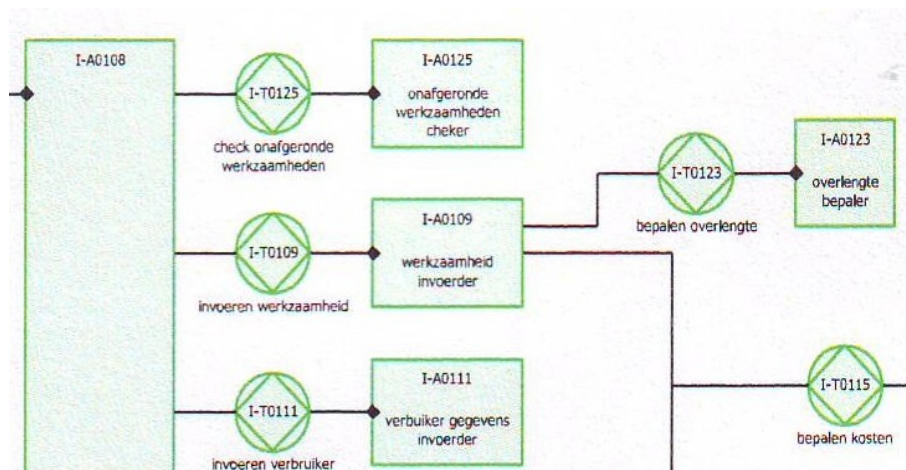 I-A0108
I-T0125
check onafgeronde
werkzaamheden
I-A0125
onafgeronde
werkzaamheden
cheker
I-T0123
bepalen overlengte
I-A0123
overlengte
bepaler
I-T0109
invoeren werkzaamheid
I-A0109
werkzaamheid
invoerder
I-T0111
invoeren verbruiker
I-A0111
verbuiker gegevens
invoerder
I-T0115
bepalen kosten